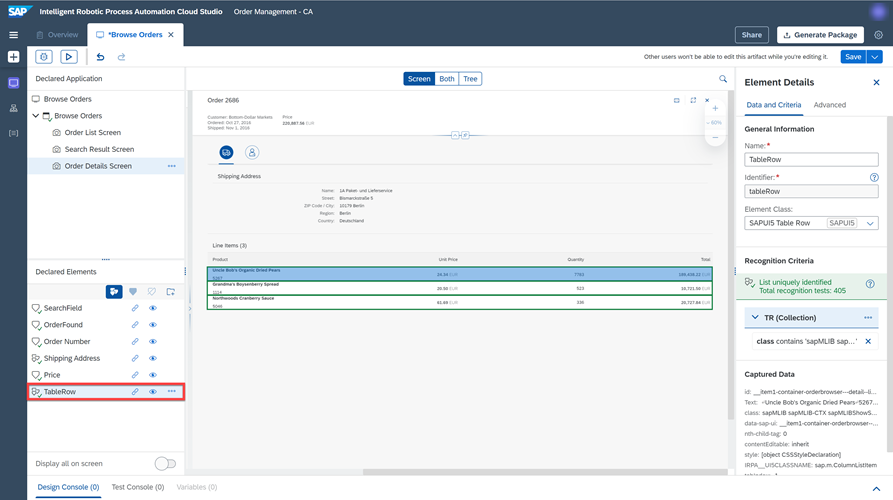 SAP Intelligent Robotic Process Automation Cloud Studio Order Management - CA
Overview *Browse Orders Share Generate Package
Other users won't be able to edit this artifact while you're editing it. Save
Declared Application
Browse Orders
Browse Orders
Order List Screen
Search Result Screen
Order Details Screen
Declared Elements
SearchField
OrderFound
Order Number
Shipping Address
Price
TableRow
Display all on screen
Screen Both Tree
Order 2686
Customer: Bottom-Dollar Markets
Ordered: Oct 27, 2016
Shipped: Nov 1, 2016
Price
220,887.58 EUR
60%
Shipping Address
Name: 1A Paket- und Lieferservice
Street: Bismarckstraße 5
ZIP Code / City: 10179 Berlin
Region: Berlin
Country: Deutschland
Line Items (3)
Product Unit Price Quantity Total
Uncle Bob's Organic Dried Pears
5267
24.36 EUR 7763
EUR
Grandma's Boysenberry Spread
20.50 EUR 523 10,721.50 EUR
Northwoods Cranberry Sauce
5046
61.69 EUR 336 20,727.84 EUR
Element Details
Data and Criteria Advanced
General Information
Name:*
TableRow
Identifier:*
tableRow
Element Class:
SAPUI5 Table Row SAPUI5
Recognition Criteria
List uniquely identified
Total recognition tests: 405
TR (Collection)
class contains 'sapMLIB sap...'
Captured Data
id: __item1-container-orderbrowser---detail--li...
Text: ◦Uncle Bob's Organic Dried Pears◦5267...
class: sapMLIB sapMLIB-CTX sapMLIBShowS...
data-sap-ui: __item1-container-orderbrowser--..
nth-child-tag: 0
contentEditable: inherit
style: [object CSSStyleDeclaration]
IRPA__UISCLASSNAME: sap.m.ColumnListItem
Design Console (0) Test Console (0) Variables (0)